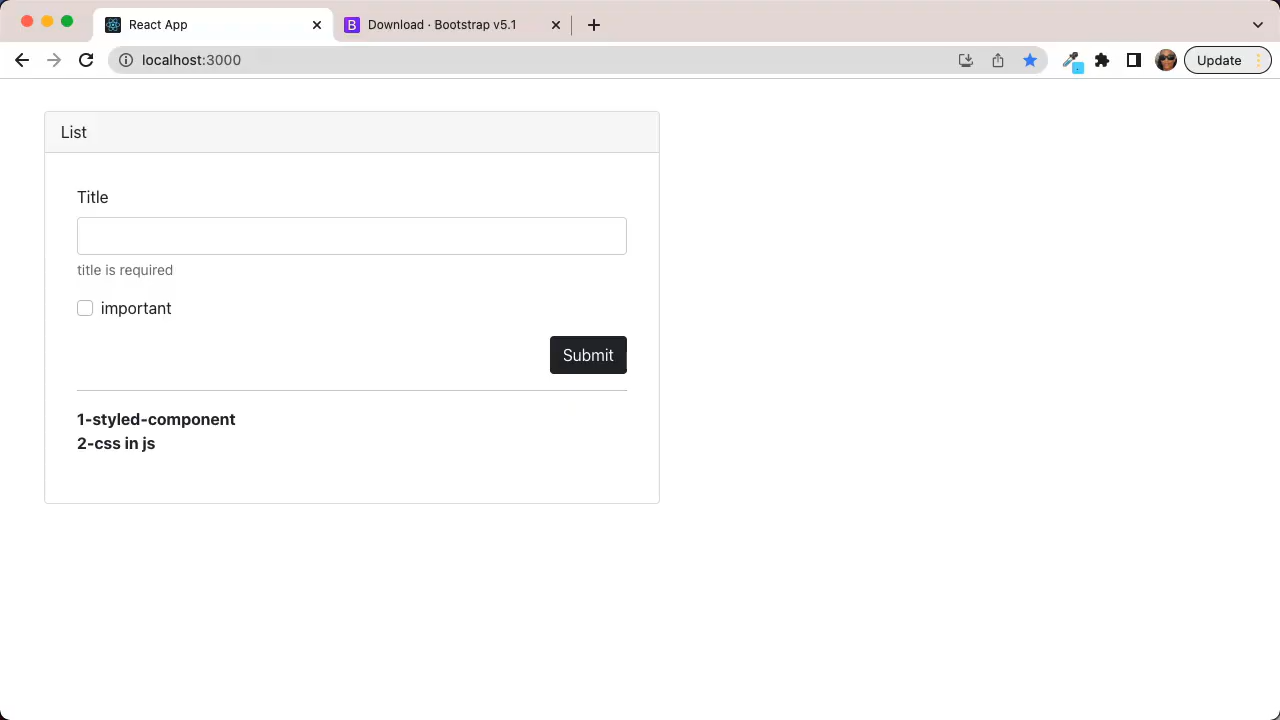 React App
Download · Bootstrap v5.1
localhost:3000
Update
List
Title
title is required
important
Submit
1-styled-component
2-css in js